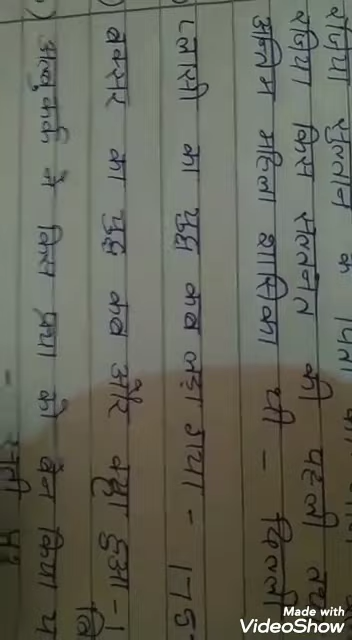 रजिया सुल्तान के पिता
रजिया किस सल्तनत की पहली तथा
अन्तिम महिला शासिका थी - दिल्ली
प्लासी का युद्ध कब लड़ा गया - 175
बक्सर का युद्ध कब और क्यूं हुआ -
अल्बुकर्क ने किस प्रथा को बैन किया
सती
Made with
VideoShow